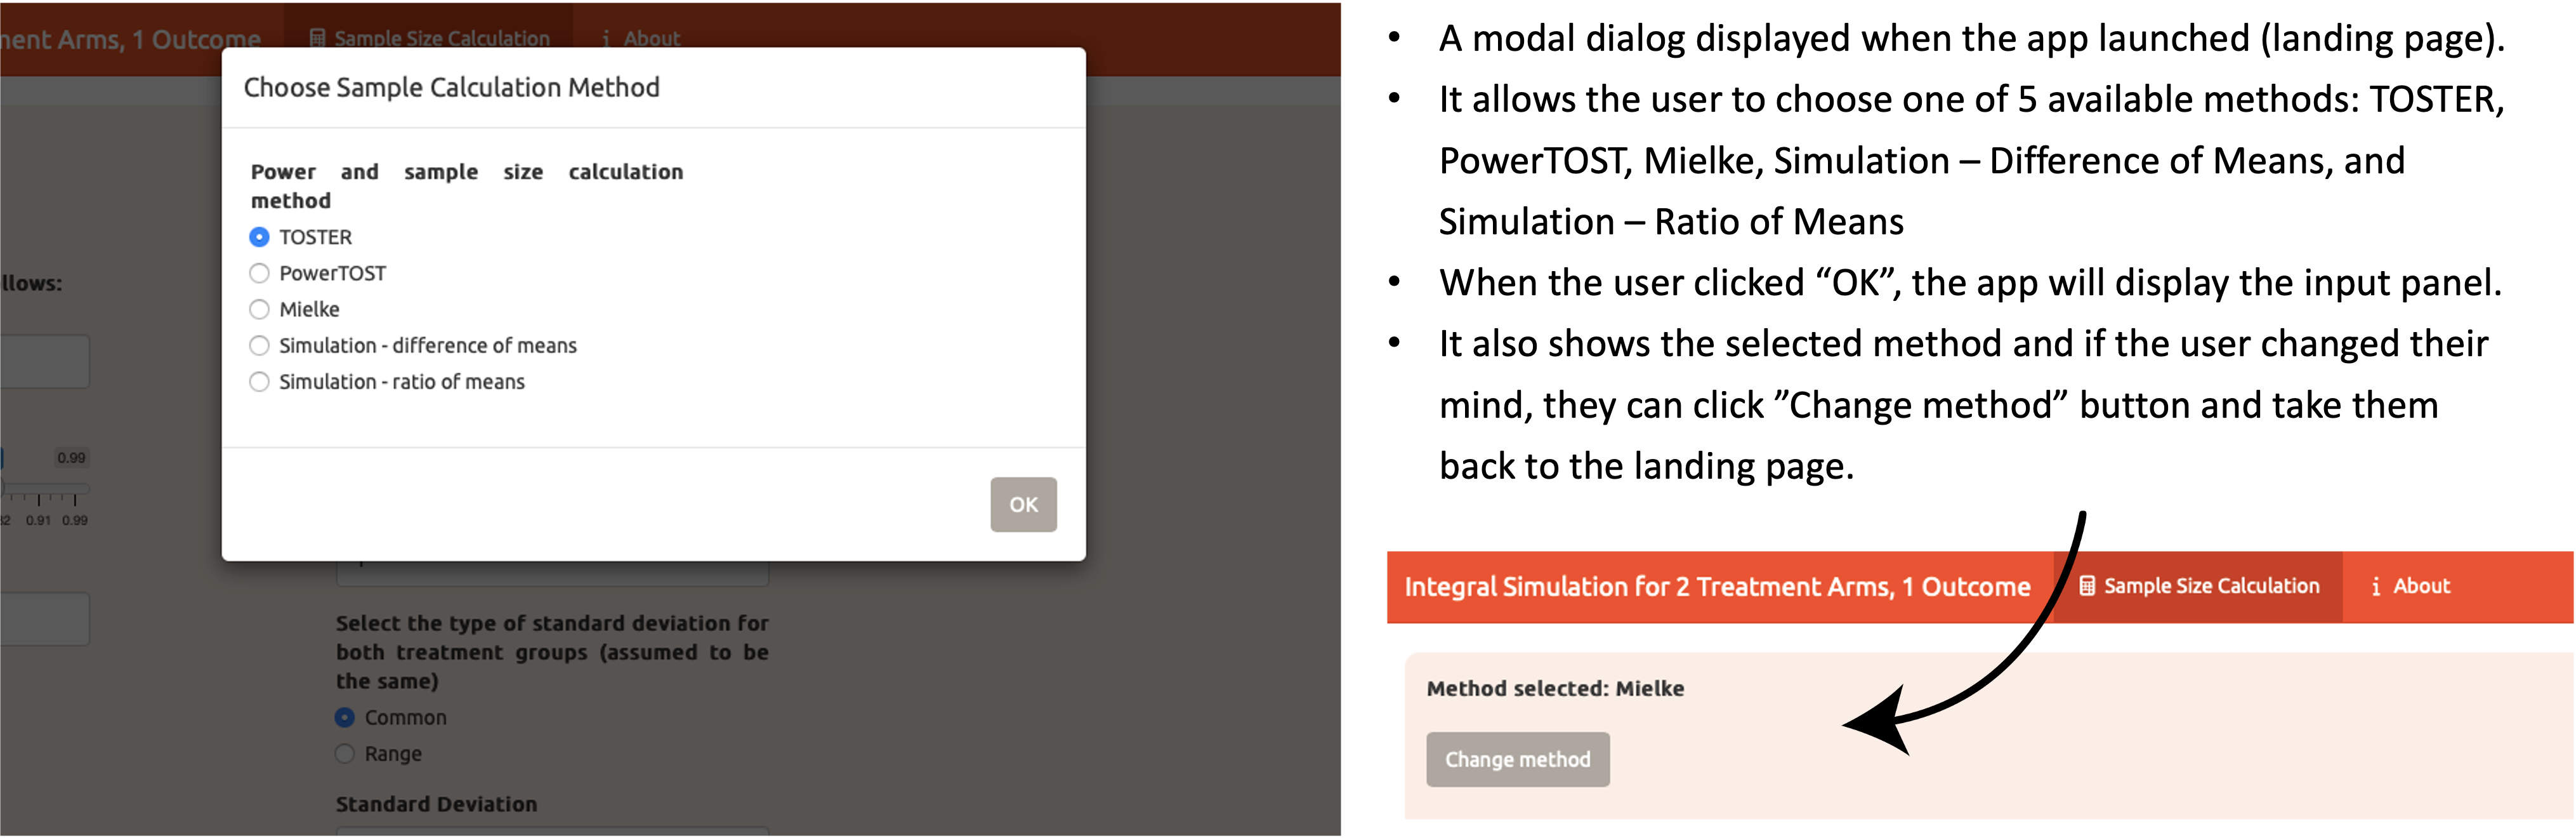 nent Arms, 1 Outcome
Sample Size Calculation
i About
Choose Sample Calculation Method
Power and sample size calculation
method
TOSTER
PowerTOST
Mielke
Simulation - difference of means
Simulation - ratio of means
OK
llows:
0.99
32 0.91 0.99
Select the type of standard deviation for
both treatment groups (assumed to be
the same)
Common
Range
Standard Deviation
• A modal dialog displayed when the app launched (landing page).
• It allows the user to choose one of 5 available methods: TOSTER,
PowerTOST, Mielke, Simulation – Difference of Means, and
Simulation – Ratio of Means
• When the user clicked “OK”, the app will display the input panel.
• It also shows the selected method and if the user changed their
mind, they can click ”Change method” button and take them
back to the landing page.
Integral Simulation for 2 Treatment Arms, 1 Outcome
Sample Size Calculation
i About
Method selected: Mielke
Change method